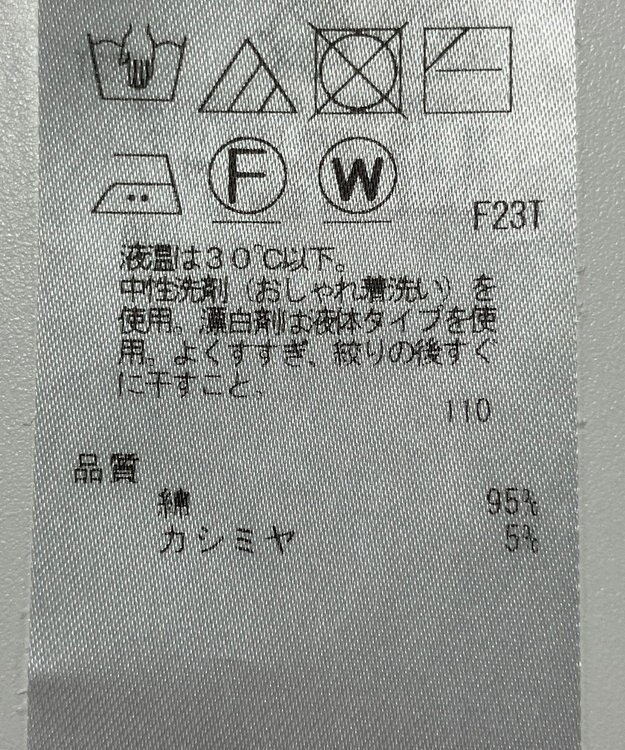 F W
F23T
液温は30℃以下。
中性洗剤（おしゃれ着洗い）を
使用。漂白剤は液体タイプを使
用。よくすすぎ、絞りの後すぐ
に干すこと。
110
品質
綿 95%
カシミヤ 5%